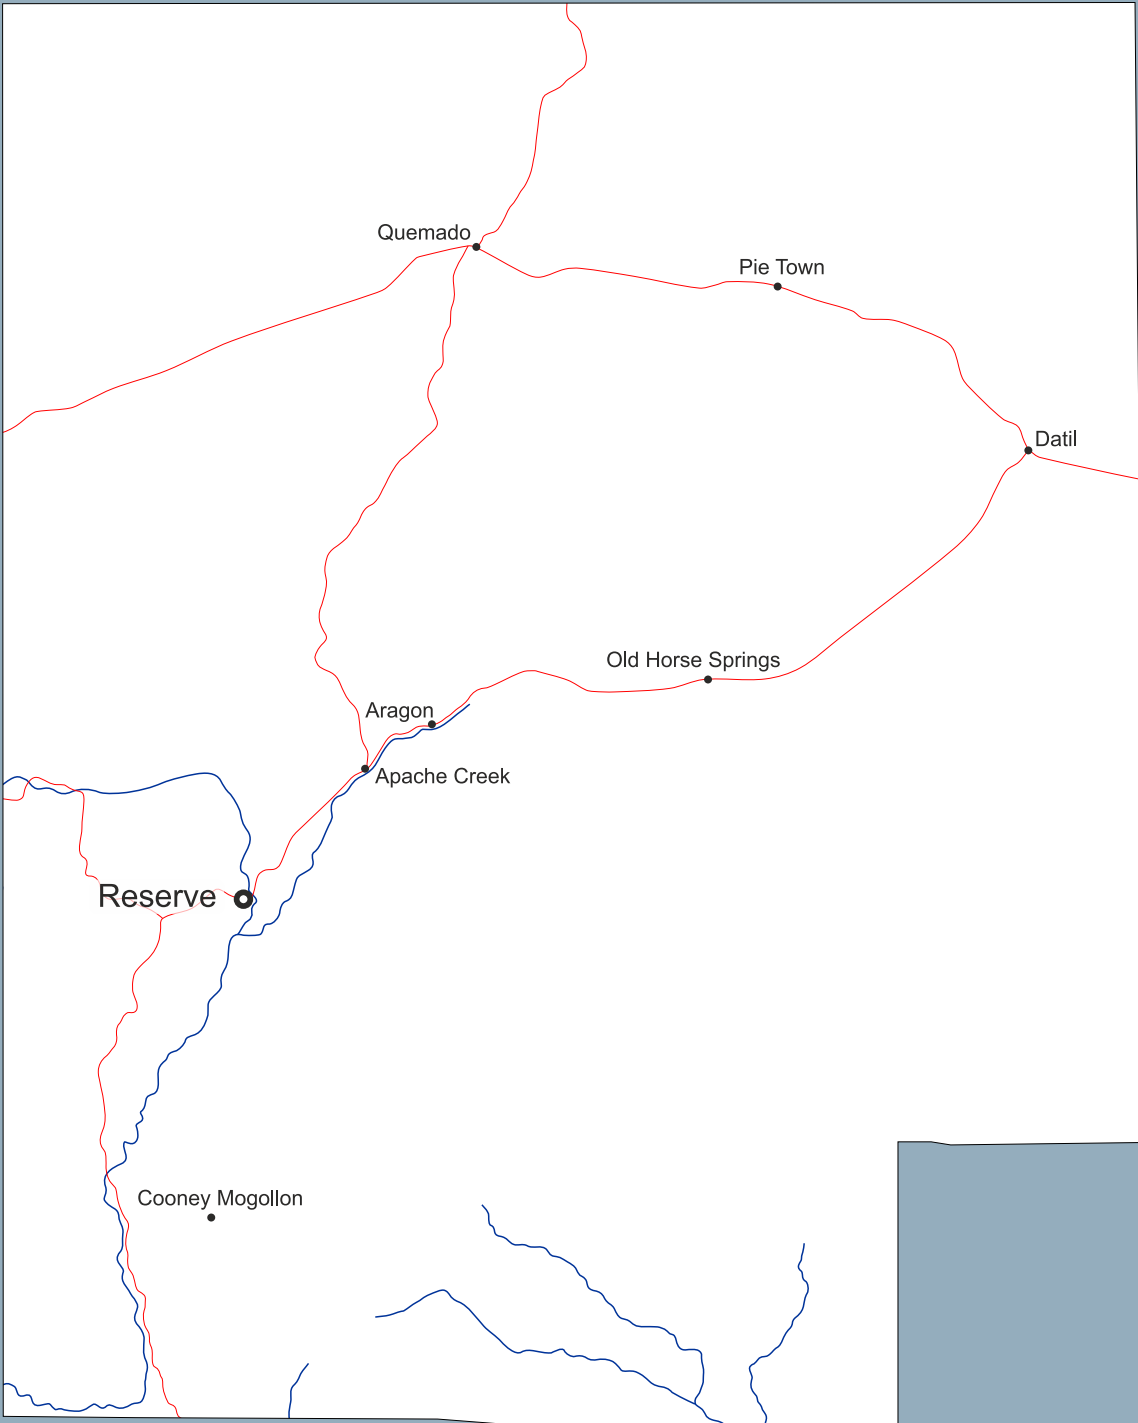 Quemado
Pie Town
Datil
Old Horse Springs
Aragon
Apache Creek
Reserve
Cooney Mogollon